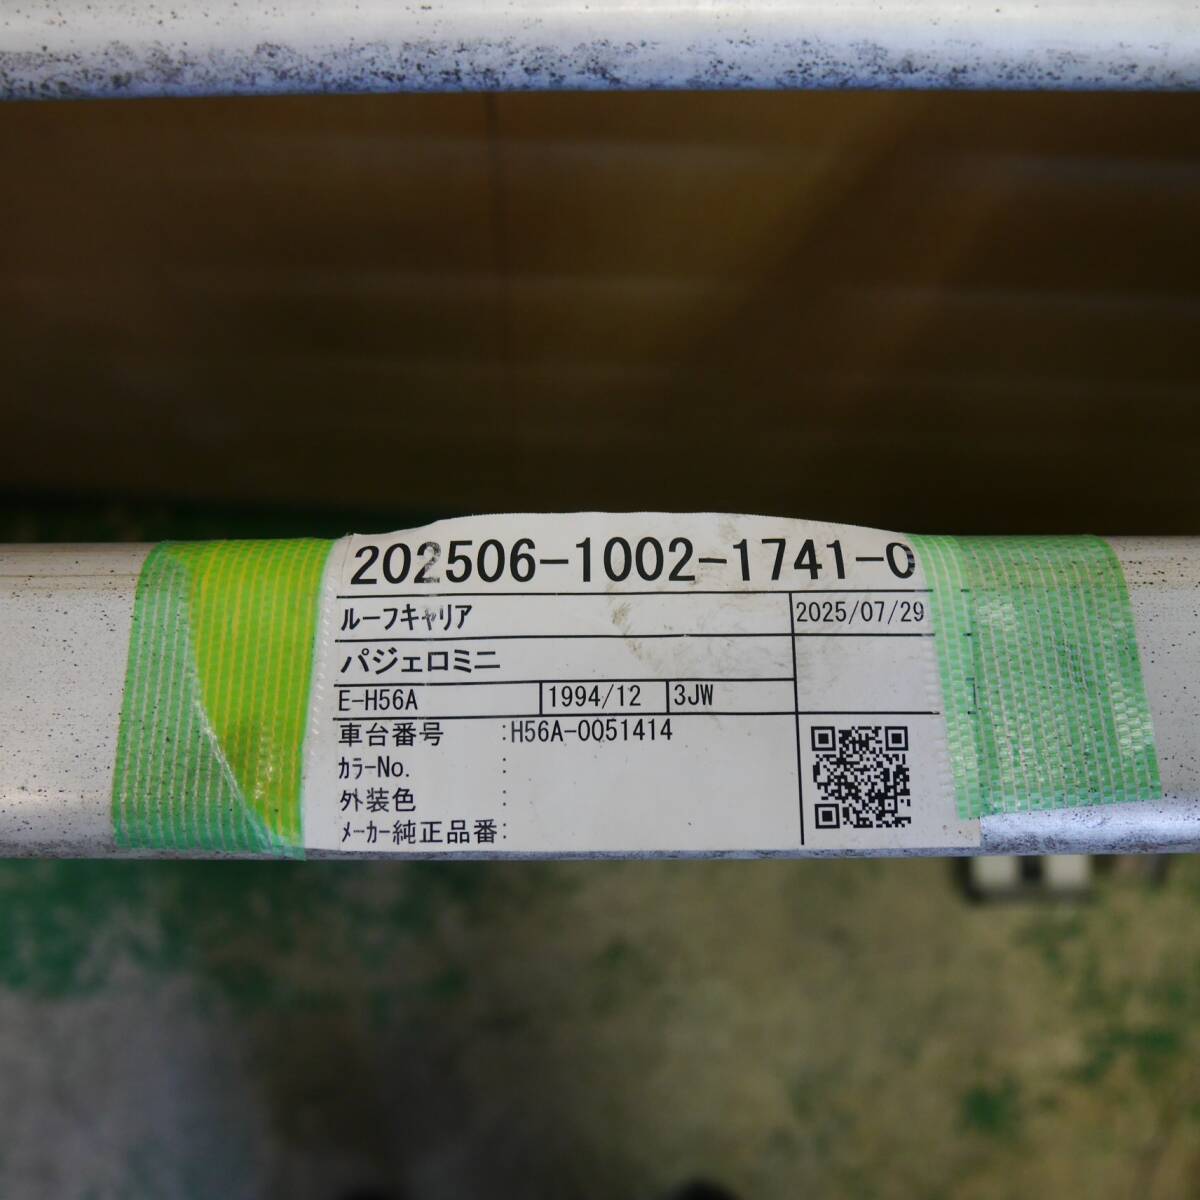 202506-1002-1741-0
ルーフキャリア 2025/07/29
パジェロミニ
E-H56A 1994/12 3JW
車台番号 :H56A-0051414
ｶﾗｰNo. :
外装色 :
ﾒｰｶｰ純正品番: